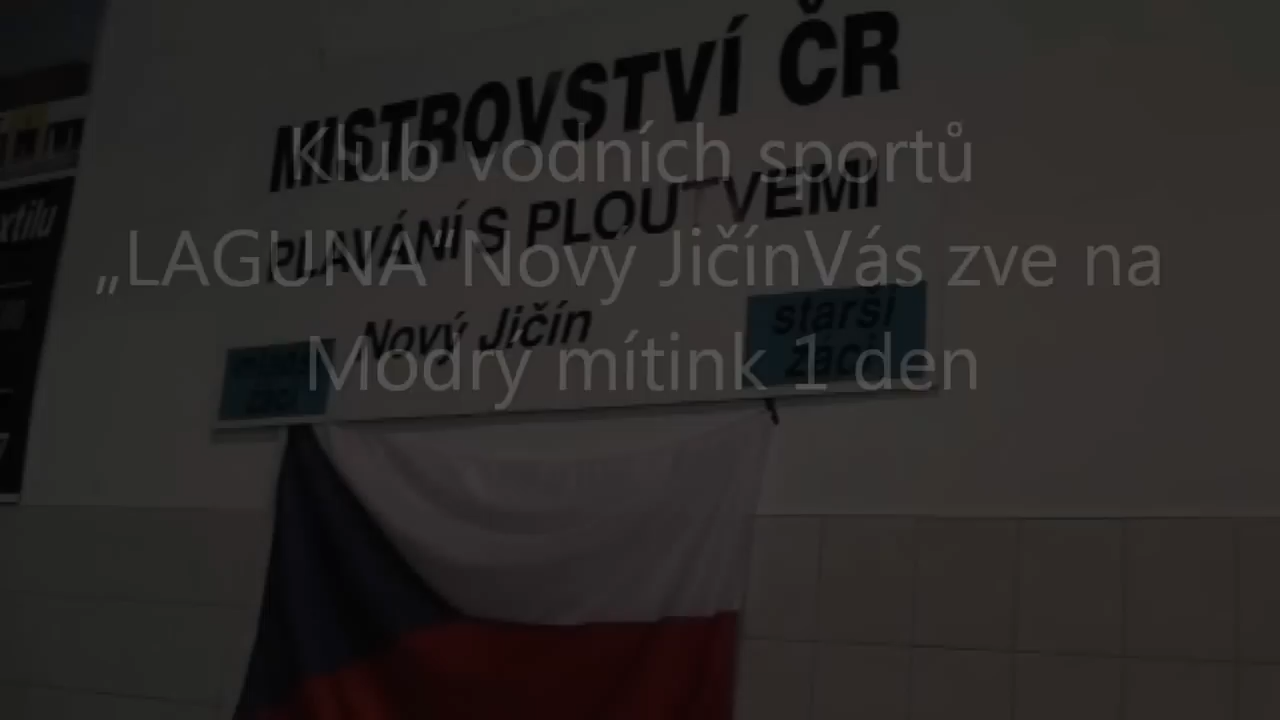 MISTROVSTVÍ ČR
PLAVÁNÍ S PLOUTVEMI
Nový Jičín
starší
žáci
xtilu
Klub vodních sportů
„LAGUNA“Nový JičínVás zve na
Modrý mítink 1 den